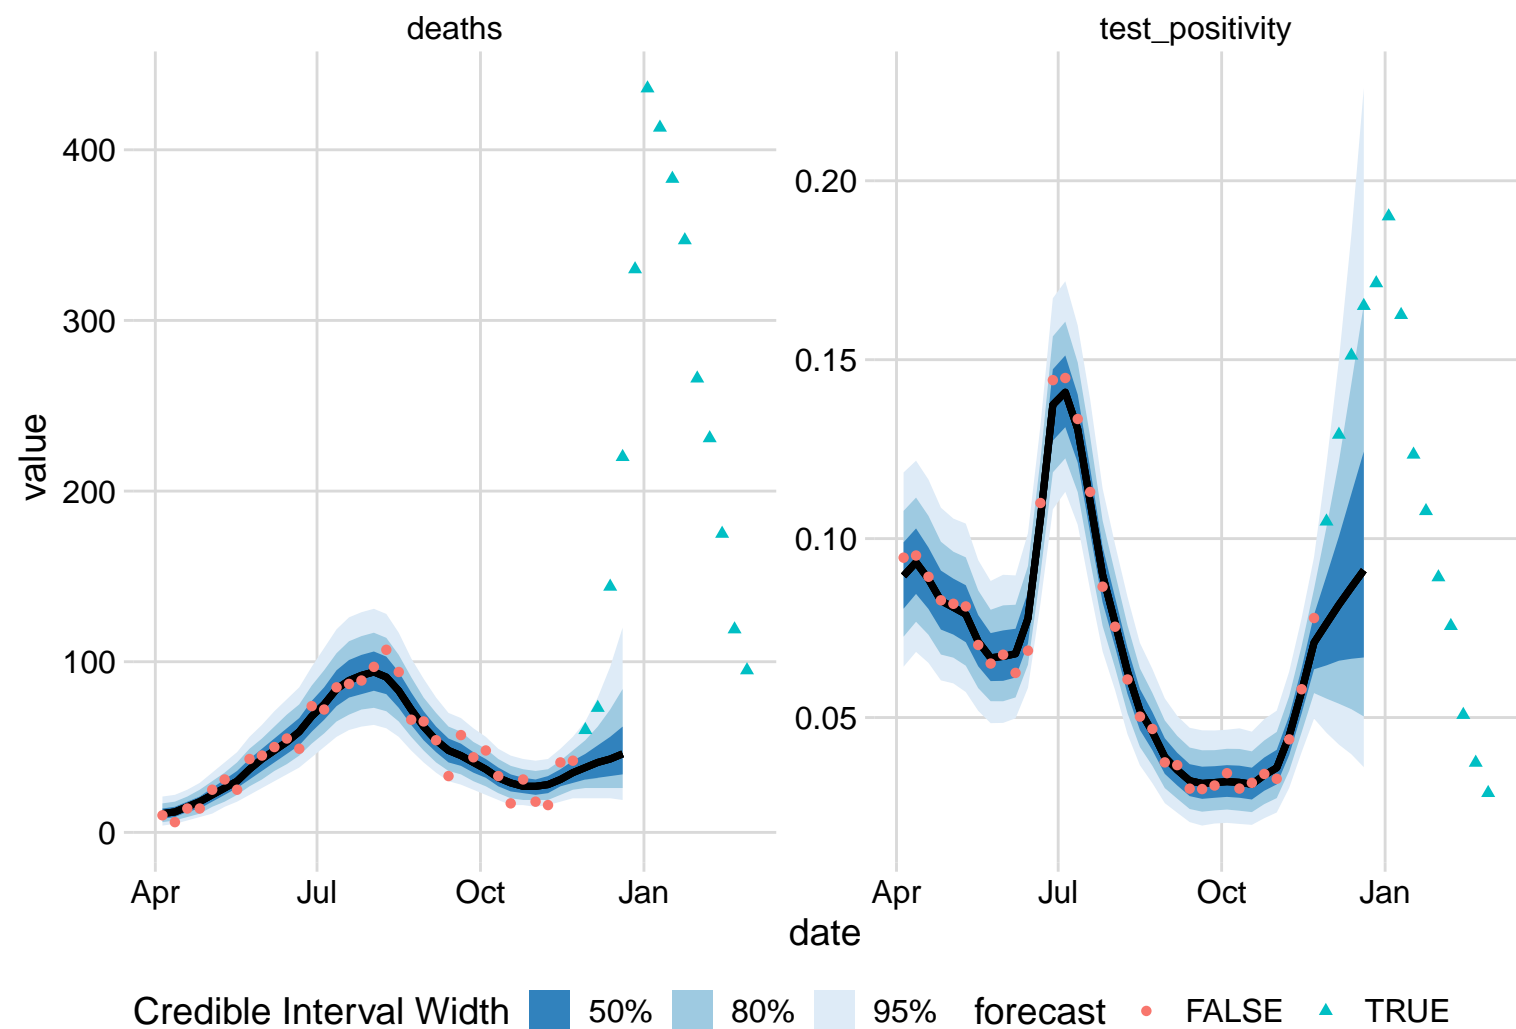 deaths
test_positivity
value
400
300
200
100
0
0.20
0.15
0.10
0.05
Apr Jul Oct Jan
Apr Jul Oct Jan
date
Credible Interval Width 50% 80% 95% forecast FALSE TRUE